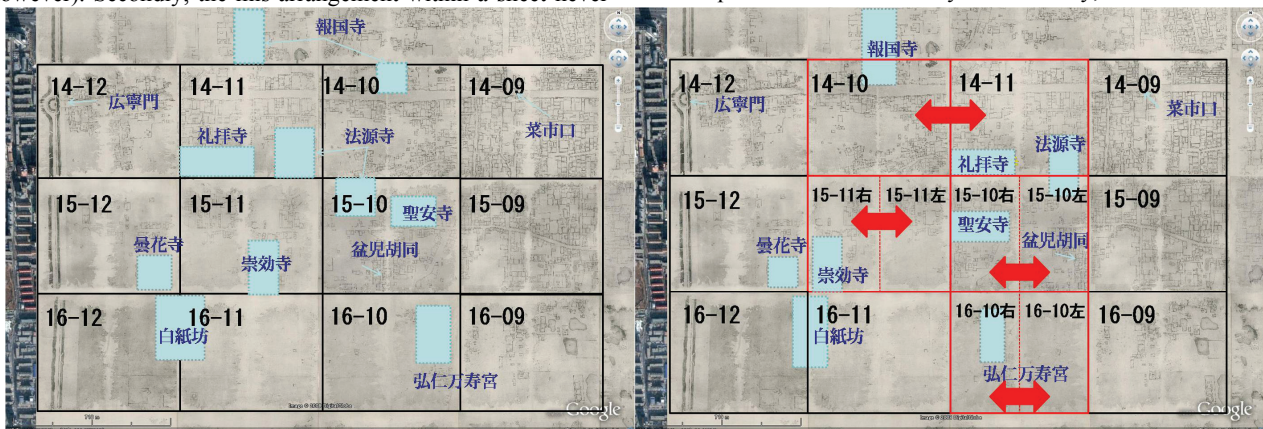 owever). Secondly, the
報国寺
14-12
14-11
14-10
14-09
広寧門
菜市口
礼拝寺
法源寺
15-12
15-11
15-10
15-09
聖安寺
曇花寺
崇効寺
盆児胡同
16-12
16-11
16-10
16-09
白紙坊
弘仁万寿宮
Google
報国寺
14-12
14-10
14-11
14-09
広寧門
菜市口
法源寺
礼拝寺
15-12
15-11右
15-11左
15-10右
15-10左
15-09
聖安寺
曇花寺
崇効寺
盆児胡同
16-12
16-11
16-10右
16-10左
16-09
白紙坊
弘仁万寿宮
Google